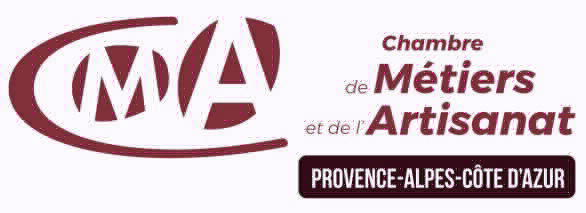 CMA
Chambre
de Métiers
et de l'Artisanat
PROVENCE-ALPES-CÔTE D'AZUR